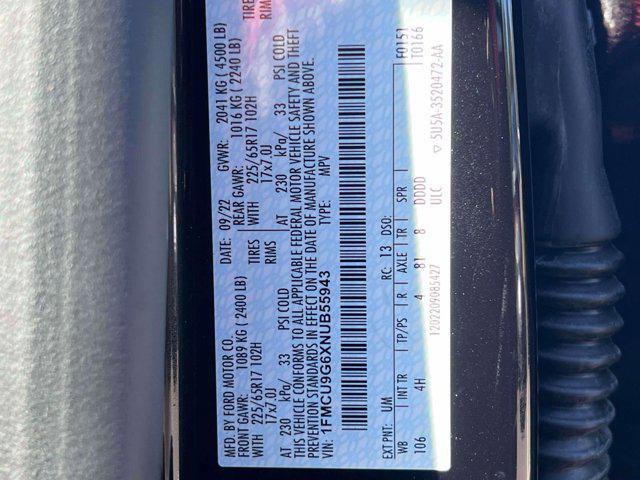 MFD. BY FORD MOTOR CO.
DATE: 09/22 GVWR: 2041 KG ( 4500 LB)
1089 KG ( 2400 LB) REAR GAWR: 1016 KG ( 2240 LB)
WITH 225/65R17 102H TIRES WITH 225/65R17 102H TIRE
17x7.0J RIMS 17x7.0J RIMS
AT 230 kPa/ 33 PSI COLD AT 230 kPa/ 33 PSI COLD
THIS VEHICLE CONFORMS TO ALL APPLICABLE FEDERAL MOTOR VEHICLE SAFETY AND THEFT
PREVENTION STANDARDS IN EFFECT ON THE DATE OF MANUFACTURE SHOWN ABOVE.
VIN: 1FMCU9G6XNUB55943 TYPE: MPV
F0151
T0166
EXT PNT: UM RC: 13 DSO:
WB INT TR TP/PS R AXLE TR SPR
106 4H 4 81 8 DDDD
1202209085427 ULC
▽ 5U5A-3520472-AA